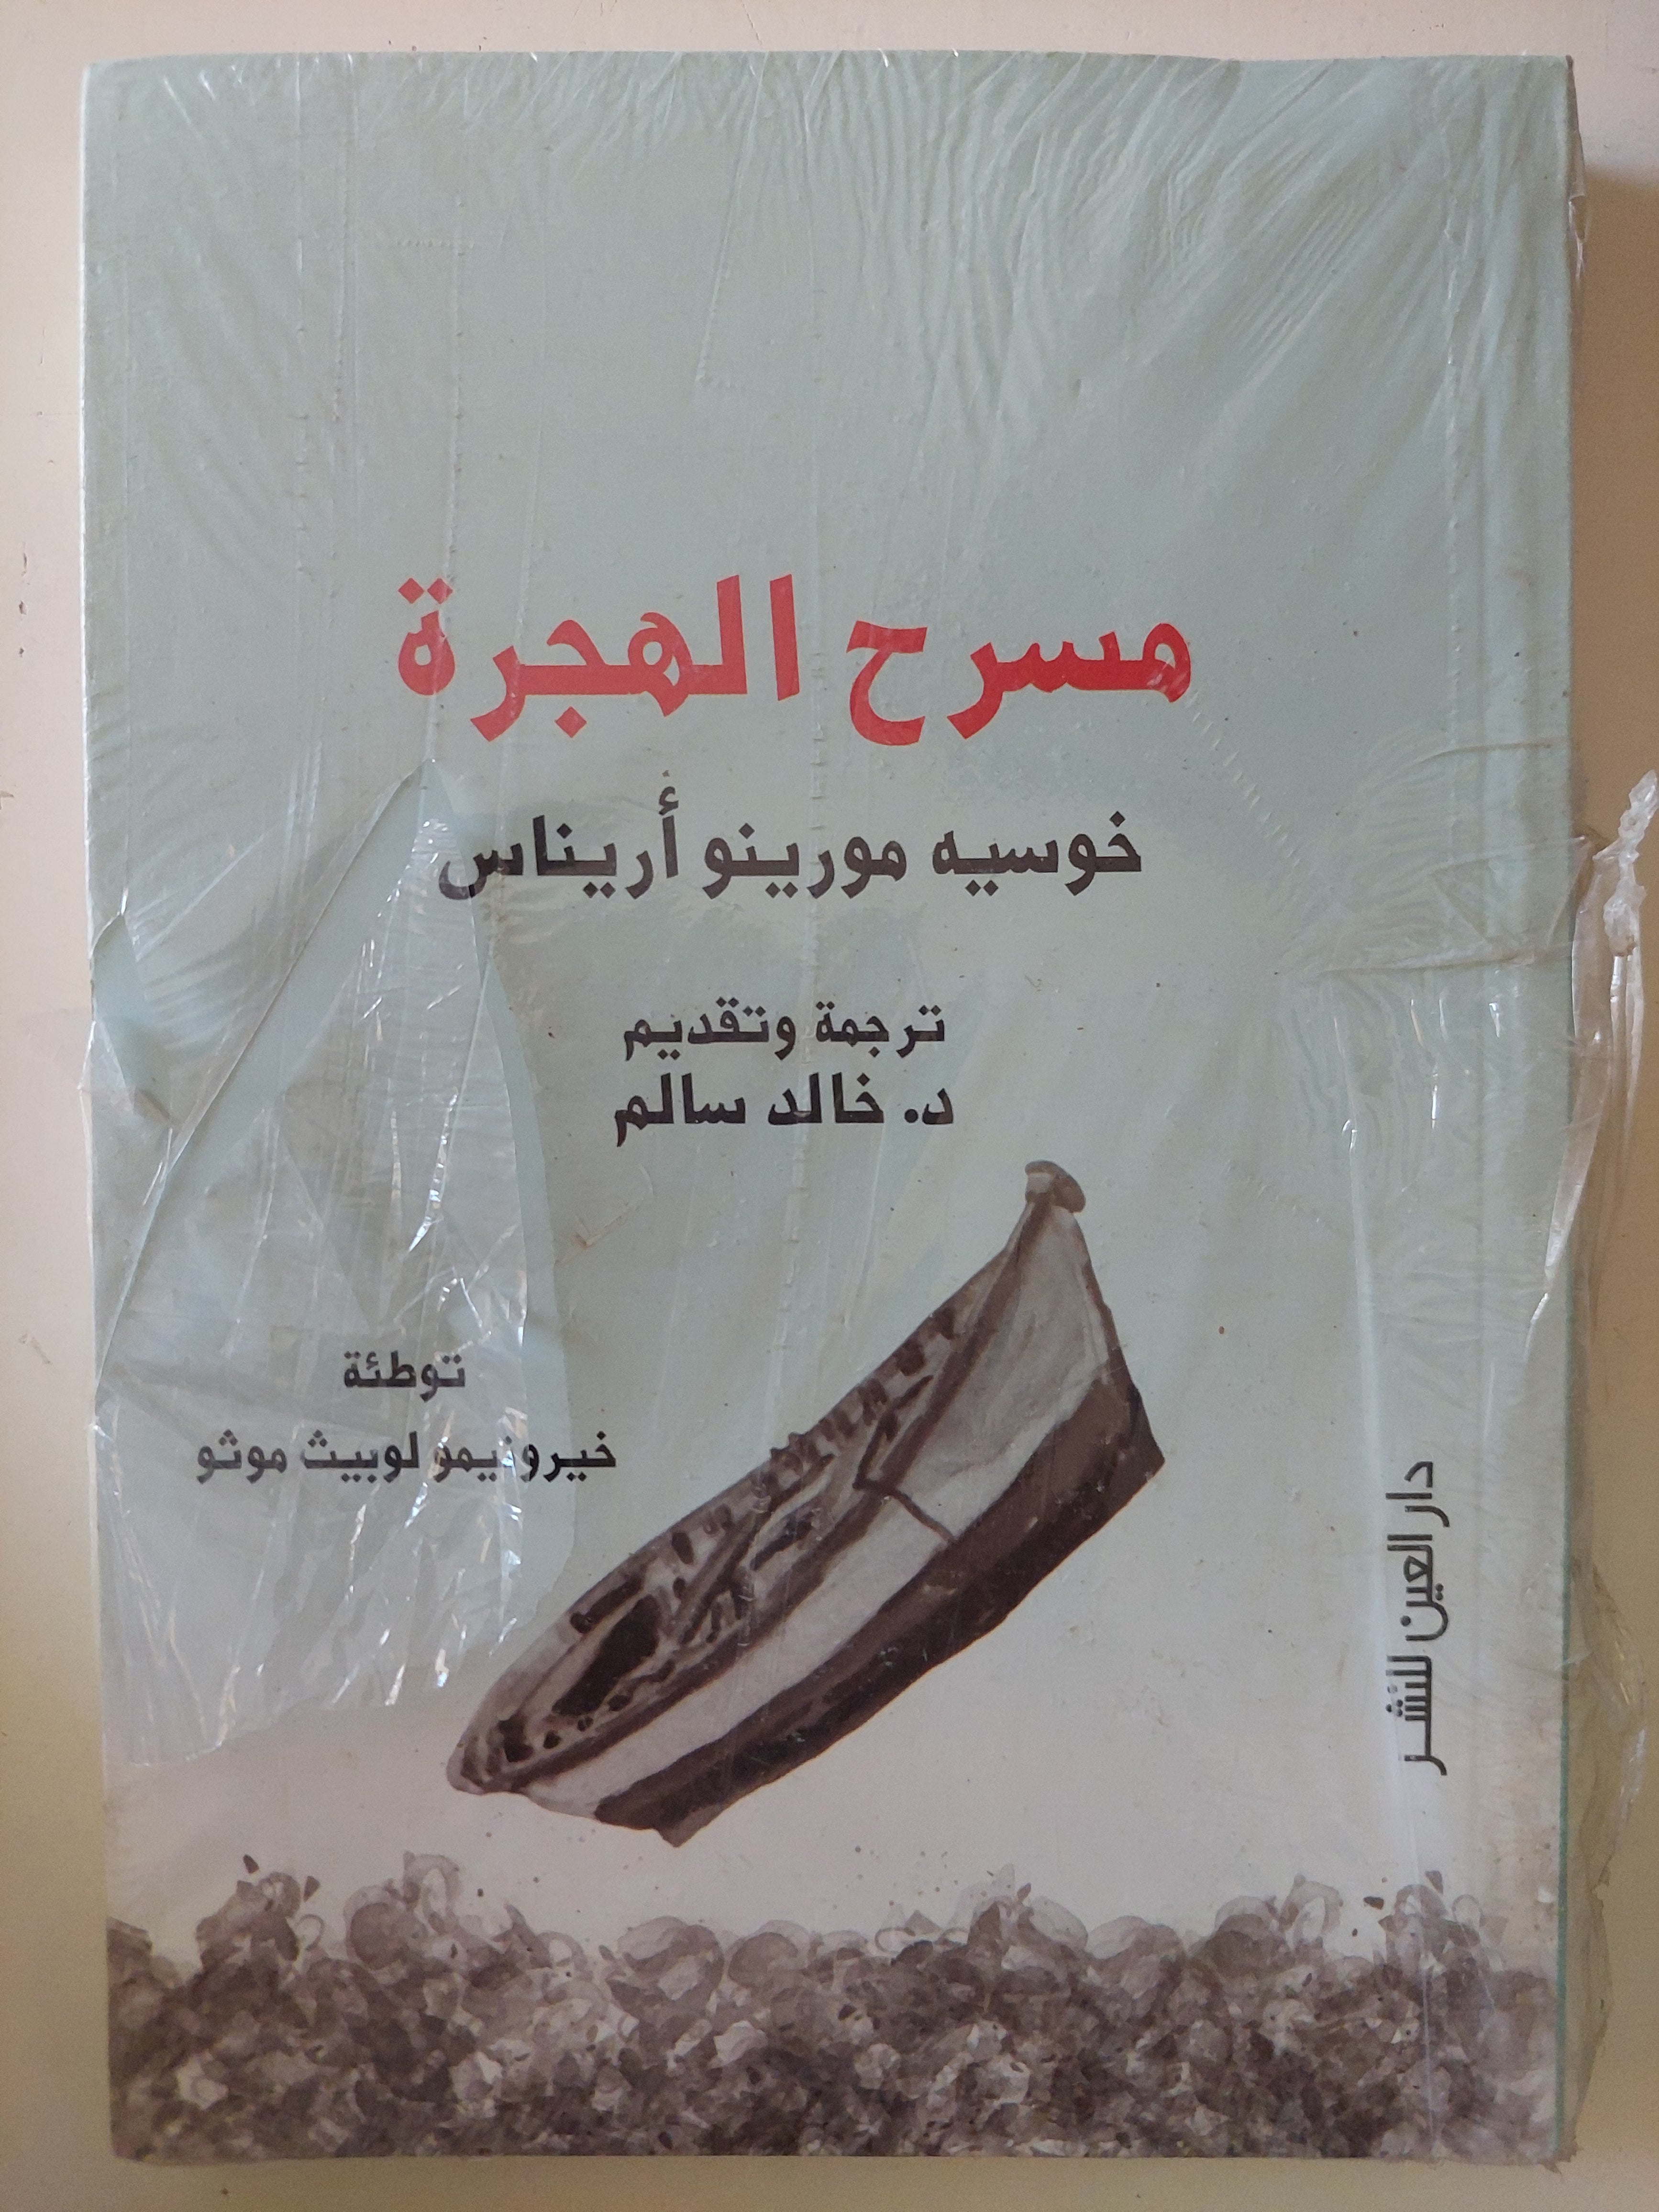 مسرح الهجرة
خوسيه مورينو أريناس
ترجمة وتقديم
د. خالد سالم
توطئة
خيرونيمو لوبيث موثو
دار العين للنشر